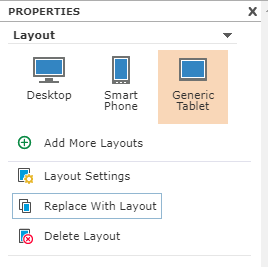 PROPERTIES
Layout
Desktop
Smart Phone
Generic Tablet
Add More Layouts
Layout Settings
Replace With Layout
Delete Layout